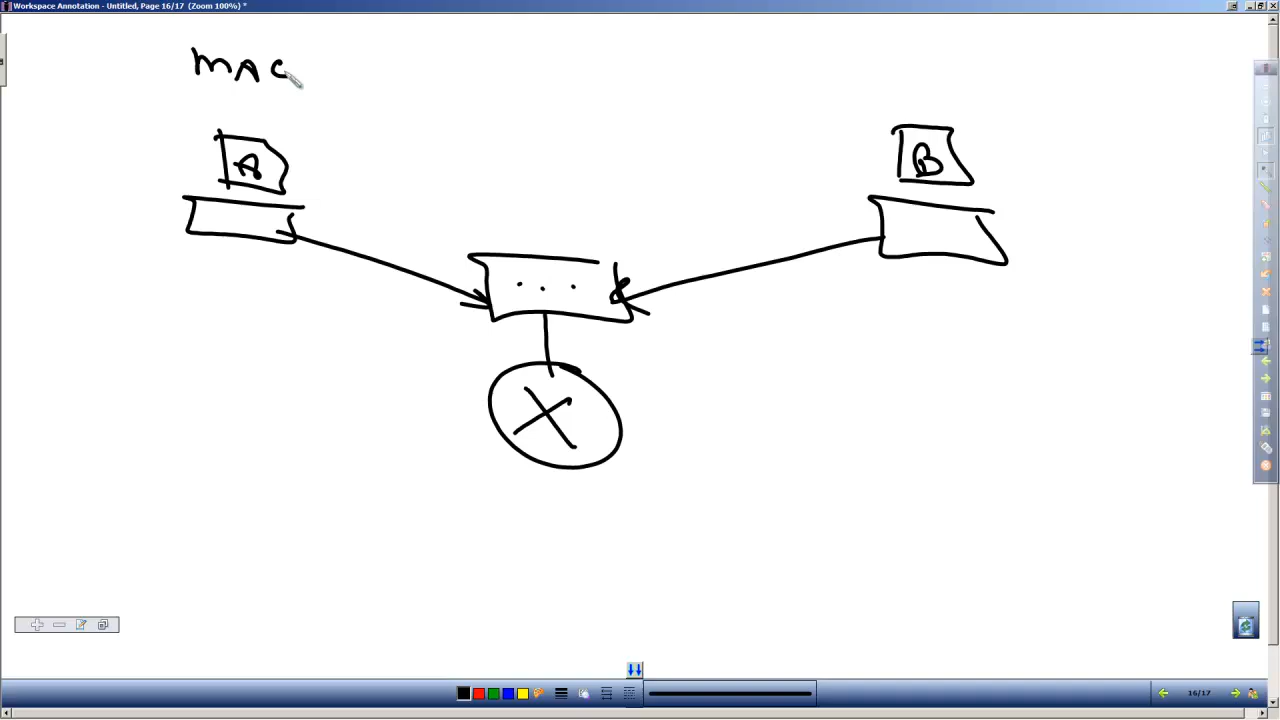 Workspace Annotation - Untitled, Page 16/17 (Zoom 100%) *
MAC
A
B
16/17